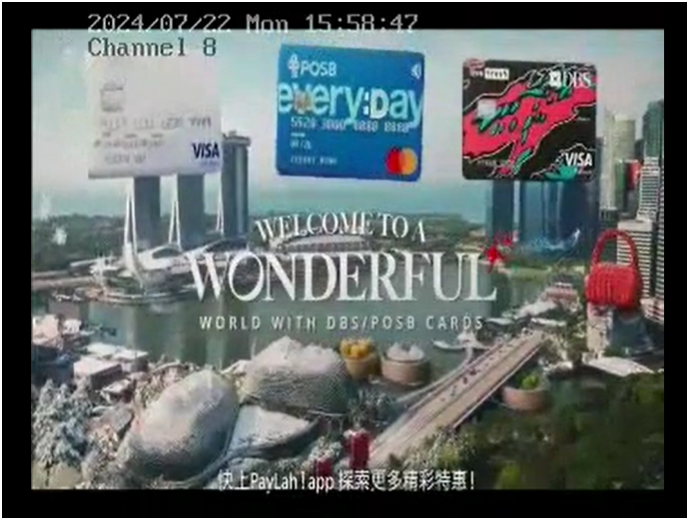 2024/07/22 Mon 15:58:47
Channel 8
POSB
every:Day
VISA
DBS
VISA
WELCOME TO A
WONDERFUL
WORLD WITH DBS/POSB CARDS
快上PayLah!app 探索更多精彩特惠!